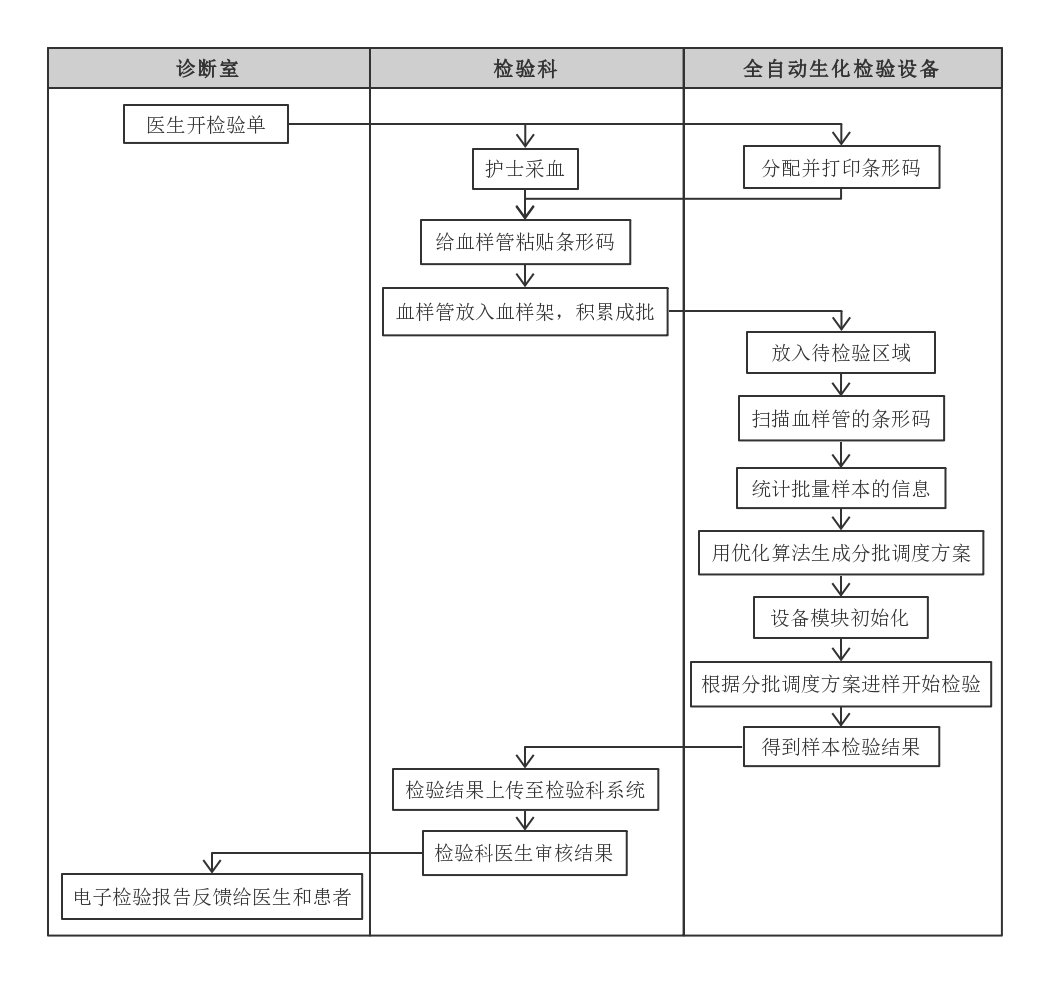 诊断室
检验科
全自动生化检验设备
医生开检验单
护士采血
分配并打印条形码
给血样管粘贴条形码
血样管放入血样架，积累成批
放入待检验区域
扫描血样管的条形码
统计批量样本的信息
用优化算法生成分批调度方案
设备模块初始化
根据分批调度方案进样开始检验
得到样本检验结果
检验结果上传至检验科系统
检验科医生审核结果
电子检验报告反馈给医生和患者